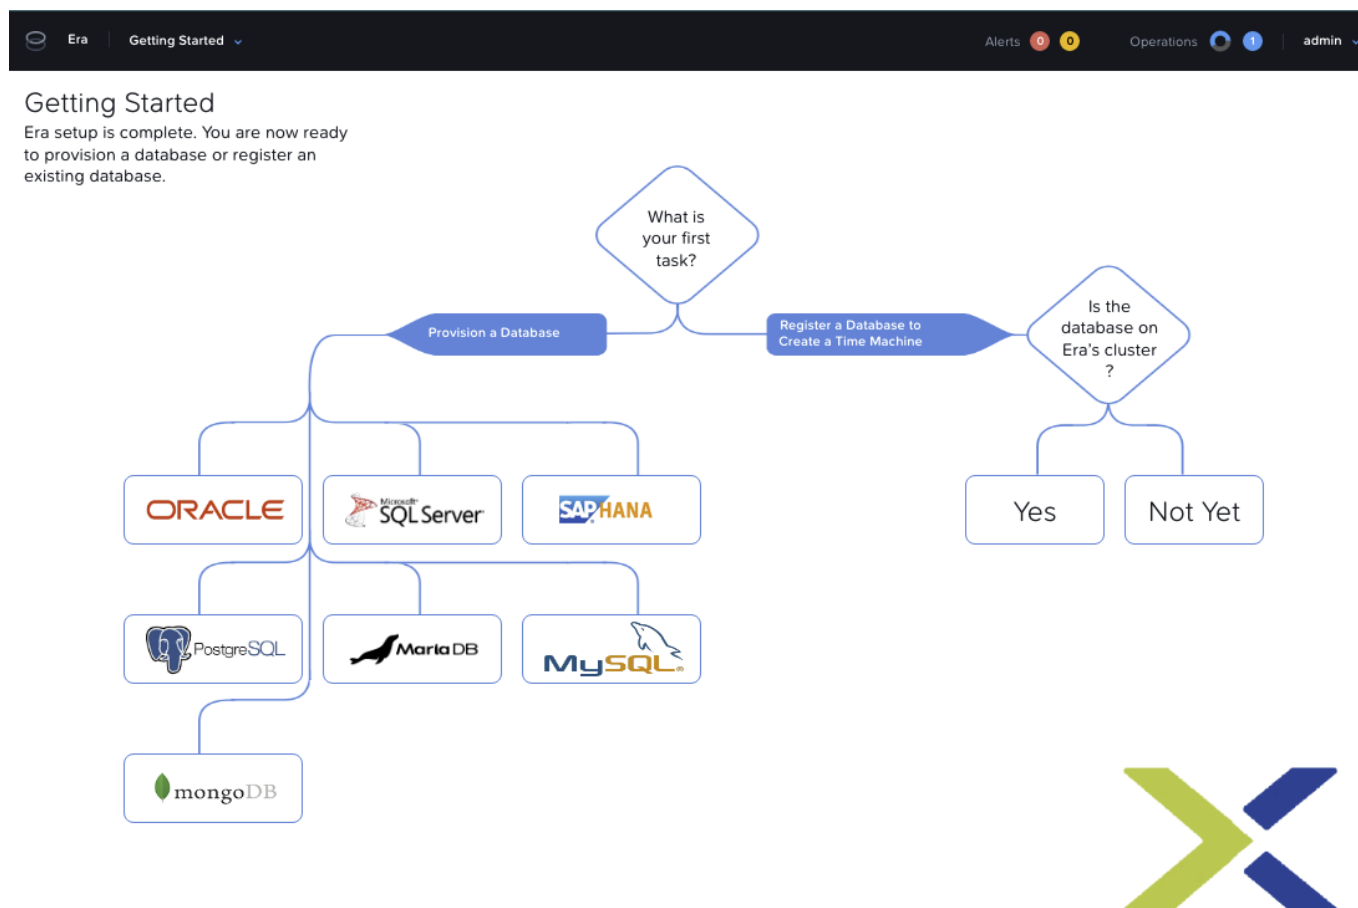 Era
Getting Started
Alerts 0 0
Operations 1
admin
Getting Started
Era setup is complete. You are now ready
to provision a database or register an
existing database.
What is
your first
task?
Provision a Database
Register a Database to
Create a Time Machine
Is the
database on
Era's cluster
?
ORACLE
Microsoft
SQL Server
SAP HANA
Yes
Not Yet
PostgreSQL
MariaDB
MySQL®
mongoDB